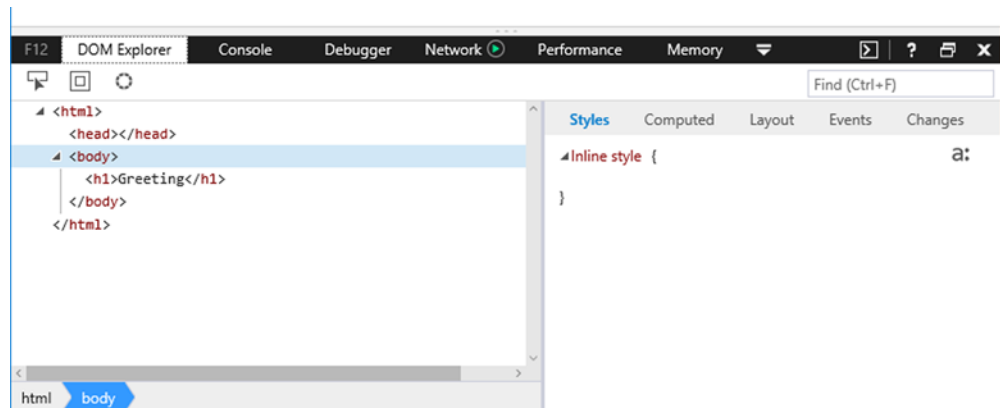 F12 DOM Explorer Console Debugger Network Performance Memory ?
Find (Ctrl+F)
<html>
<head></head>
<body>
<h1>Greeting</h1>
</body>
</html>
html body
Styles Computed Layout Events Changes
Inline style {
a:
}